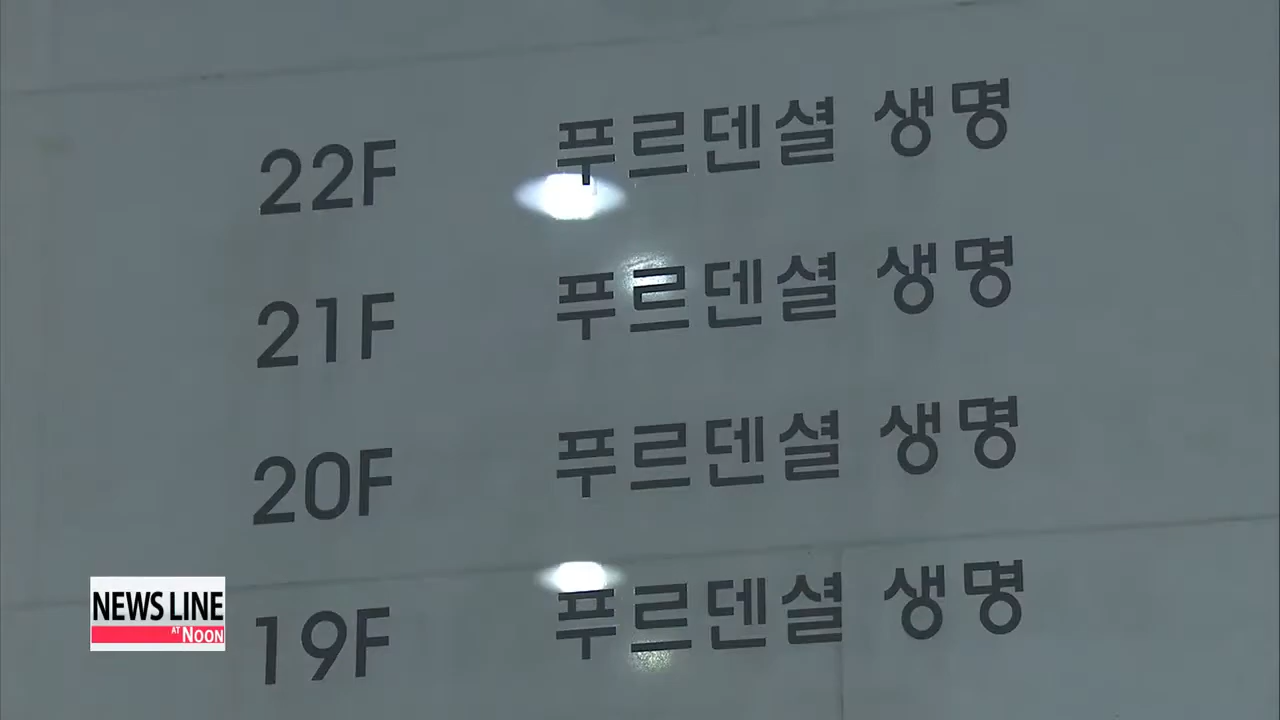 22F 푸르덴셜 생명
21F 푸르덴셜 생명
20F 푸르덴셜 생명
19F 푸르덴셜 생명
NEWS LINE
AT NOON